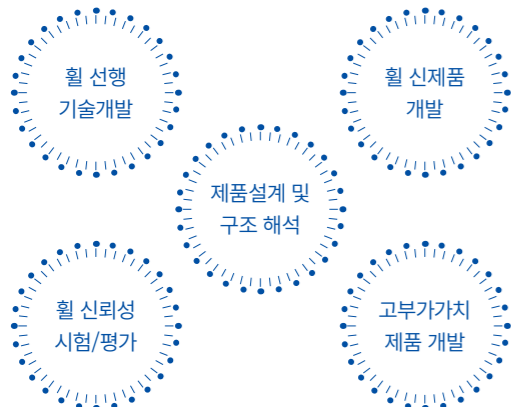 휠 선행
기술개발
휠 신제품
개발
제품설계 및
구조 해석
휠 신뢰성
시험/평가
고부가가치
제품 개발